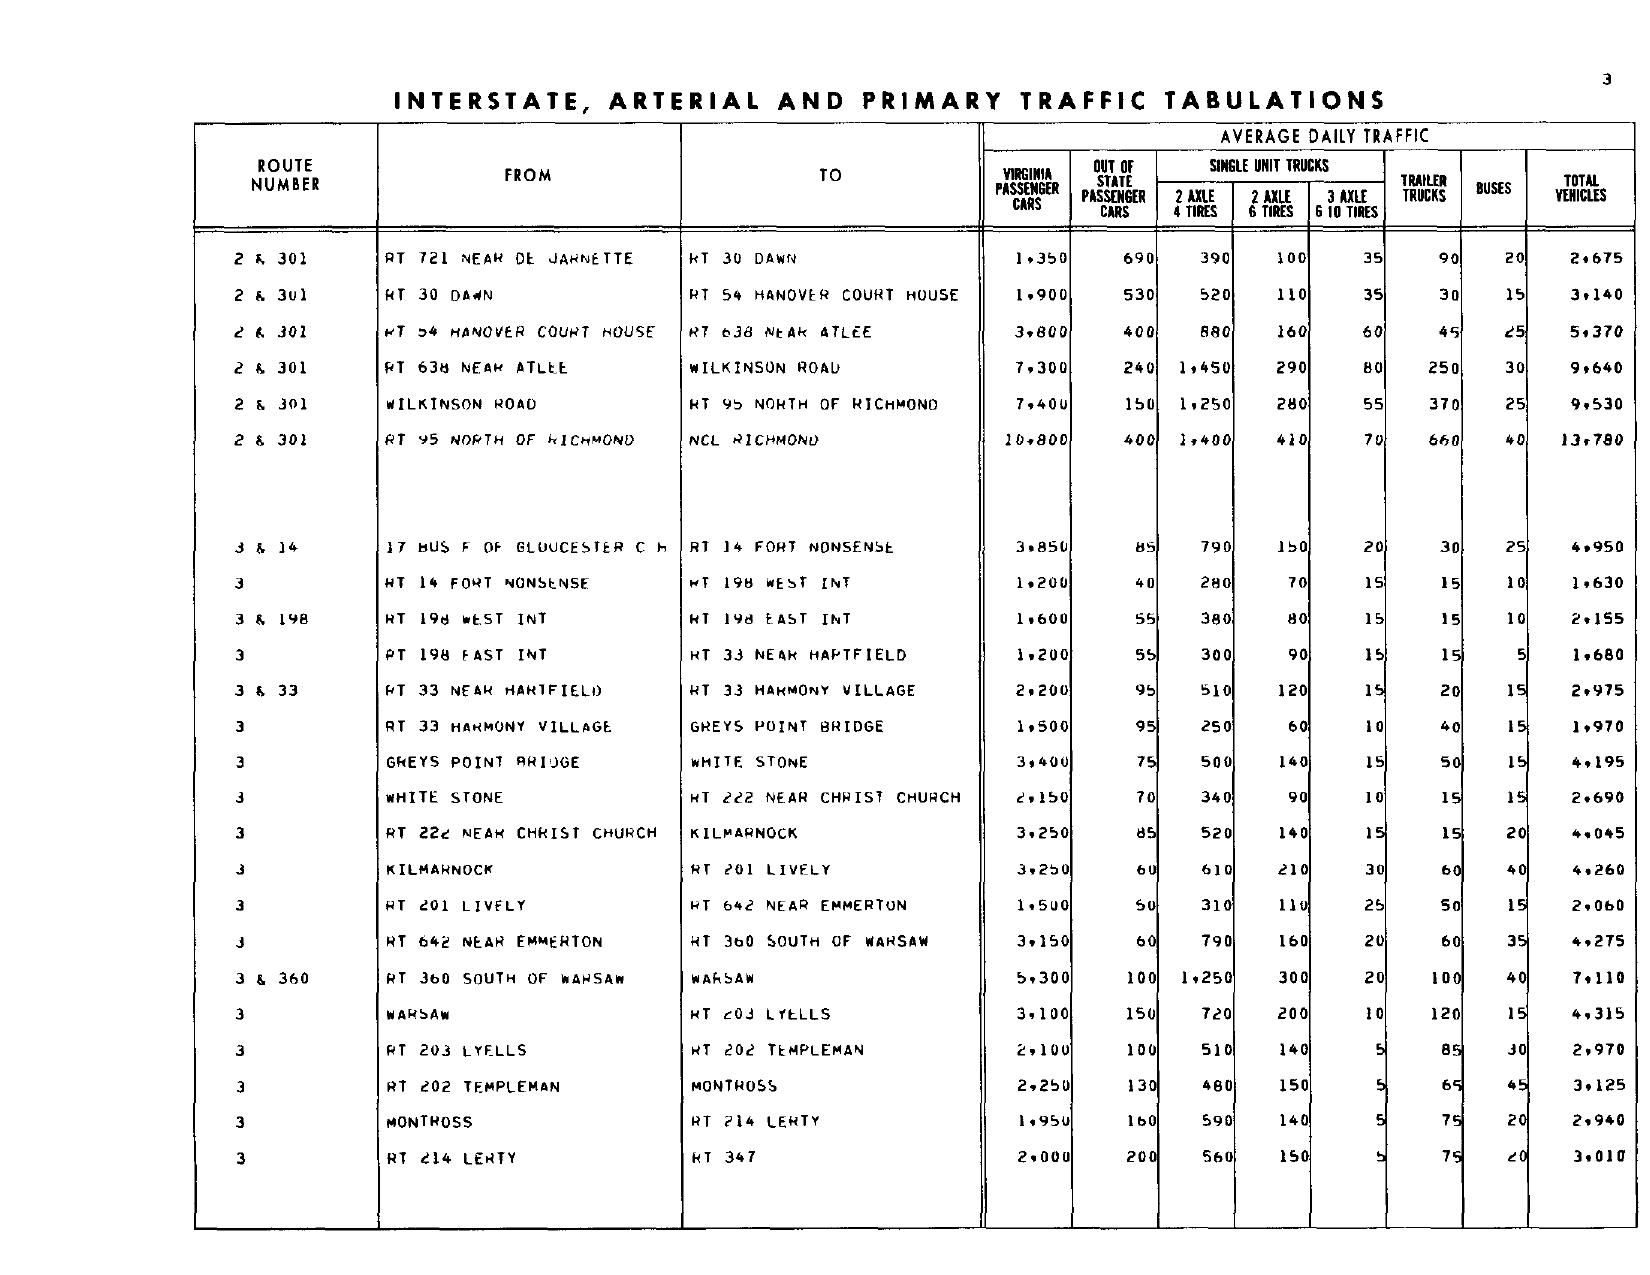 3
INTERSTATE, ARTERIAL AND PRIMARY TRAFFIC TABULATIONS
ROUTE NUMBER FROM TO AVERAGE DAILY TRAFFIC
VIRGINIA PASSENGER CARS OUT OF STATE PASSENGER CARS SINGLE UNIT TRUCKS 2 AXLE 4 TIRES 2 AXLE 6 TIRES 3 AXLE 6 10 TIRES TRAILER TRUCKS BUSES TOTAL VEHICLES
2 & 301 RT 721 NEAR DE JARNETTE RT 30 DAWN 1,350 690 390 100 35 90 20 2,675
2 & 301 RT 30 DAWN RT 54 HANOVER COURT HOUSE 1,900 530 520 110 35 30 15 3,140
2 & 301 RT 54 HANOVER COURT HOUSE RT 638 NEAR ATLEE 3,800 400 880 160 60 45 25 5,370
2 & 301 RT 638 NEAR ATLEE WILKINSON ROAD 7,300 240 1,450 290 80 250 30 9,640
2 & 301 WILKINSON ROAD RT 95 NORTH OF RICHMOND 7,400 150 1,250 280 55 370 25 9,530
2 & 301 RT 95 NORTH OF RICHMOND NCL RICHMOND 10,800 400 1,400 410 70 660 40 13,780
3 & 14 17 BUS F OF GLOUCESTER C H RT 14 FORT NONSENSE 3,850 85 790 150 20 30 25 4,950
3 RT 14 FORT NONSENSE RT 198 WEST INT 1,200 40 280 70 15 15 10 1,630
3 & 198 RT 198 WEST INT RT 198 EAST INT 1,600 55 380 80 15 15 10 2,155
3 RT 198 EAST INT RT 33 NEAR HARTFIELD 1,200 55 300 90 15 15 5 1,680
3 & 33 RT 33 NEAR HARTFIELD RT 33 HARMONY VILLAGE 2,200 95 510 120 15 20 15 2,975
3 RT 33 HARMONY VILLAGE GREYS POINT BRIDGE 1,500 95 250 60 10 40 15 1,970
3 GREYS POINT BRIDGE WHITE STONE 3,400 75 500 140 15 50 15 4,195
3 WHITE STONE RT 222 NEAR CHRIST CHURCH 2,150 70 340 90 10 15 15 2,690
3 RT 222 NEAR CHRIST CHURCH KILMARNOCK 3,250 85 520 140 15 15 20 4,045
3 KILMARNOCK RT 201 LIVELY 3,250 60 610 210 30 60 40 4,260
3 RT 201 LIVELY RT 642 NEAR EMMERTON 1,500 50 310 110 25 50 15 2,060
3 RT 642 NEAR EMMERTON RT 360 SOUTH OF WARSAW 3,150 60 790 160 20 60 35 4,275
3 & 360 RT 360 SOUTH OF WARSAW WARSAW 5,300 100 1,250 300 20 100 40 7,110
3 WARSAW RT 203 LYELLS 3,100 150 720 200 10 120 15 4,315
3 RT 203 LYELLS RT 202 TEMPLEMAN 2,100 100 510 140 5 85 30 2,970
3 RT 202 TEMPLEMAN MONTROSS 2,250 130 480 150 5 65 45 3,125
3 MONTROSS RT 214 LERTY 1,950 160 590 140 5 75 20 2,940
3 RT 214 LERTY RT 347 2,000 200 560 150 5 75 20 3,010